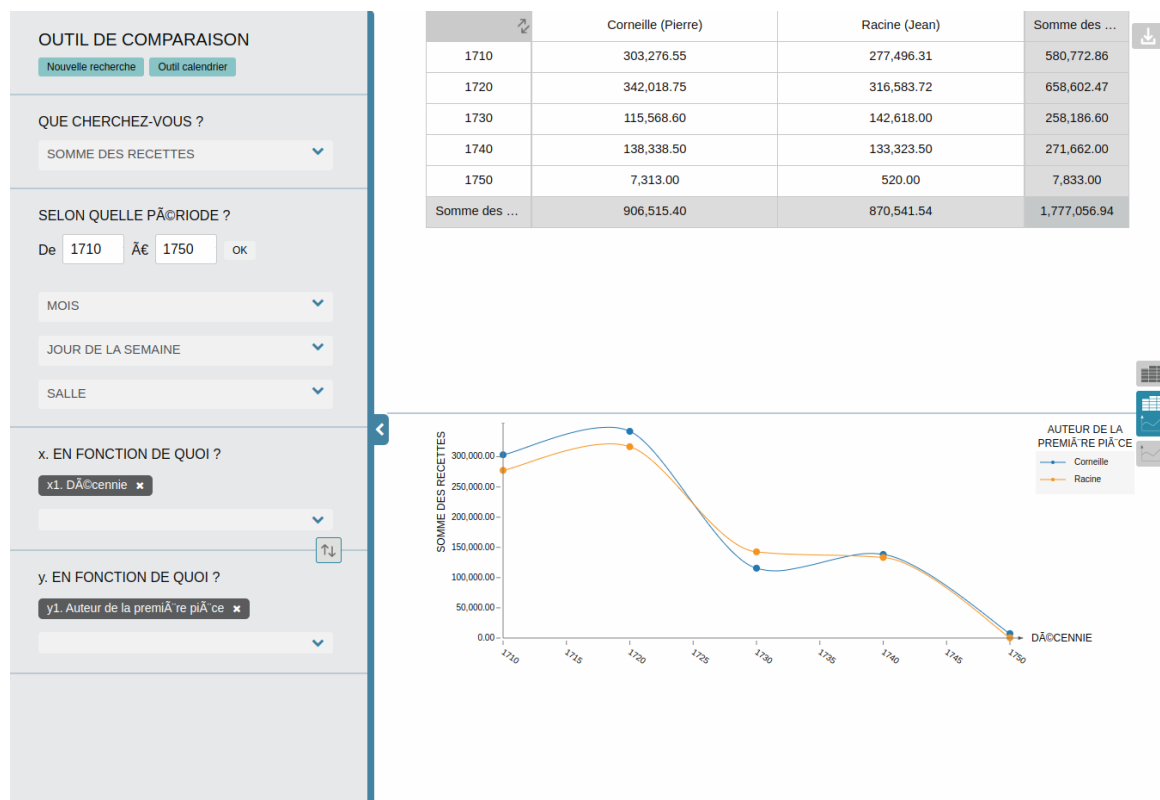 OUTIL DE COMPARAISON
Nouvelle recherche Outil calendrier
QUE CHERCHEZ-VOUS ?
SOMME DES RECETTES
SELON QUELLE PÃ©RIODE ?
De 1710 Ã€ 1750 OK
MOIS
JOUR DE LA SEMAINE
SALLE
x. EN FONCTION DE QUOI ?
x1. DÃ©cennie ×
y. EN FONCTION DE QUOI ?
y1. Auteur de la premiÃ¨re piÃ¨ce ×
Corneille (Pierre) Racine (Jean) Somme des ...
1710 303,276.55 277,496.31 580,772.86
1720 342,018.75 316,583.72 658,602.47
1730 115,568.60 142,618.00 258,186.60
1740 138,338.50 133,323.50 271,662.00
1750 7,313.00 520.00 7,833.00
Somme des ... 906,515.40 870,541.54 1,777,056.94
SOMME DES RECETTES
300,000.00
250,000.00
200,000.00
150,000.00
100,000.00
50,000.00
0.00
1710 1715 1720 1725 1730 1735 1740 1745 1750
DÃ©CENNIE
AUTEUR DE LA
PREMIÃ¨RE PIÃ¨CE
Corneille
Racine